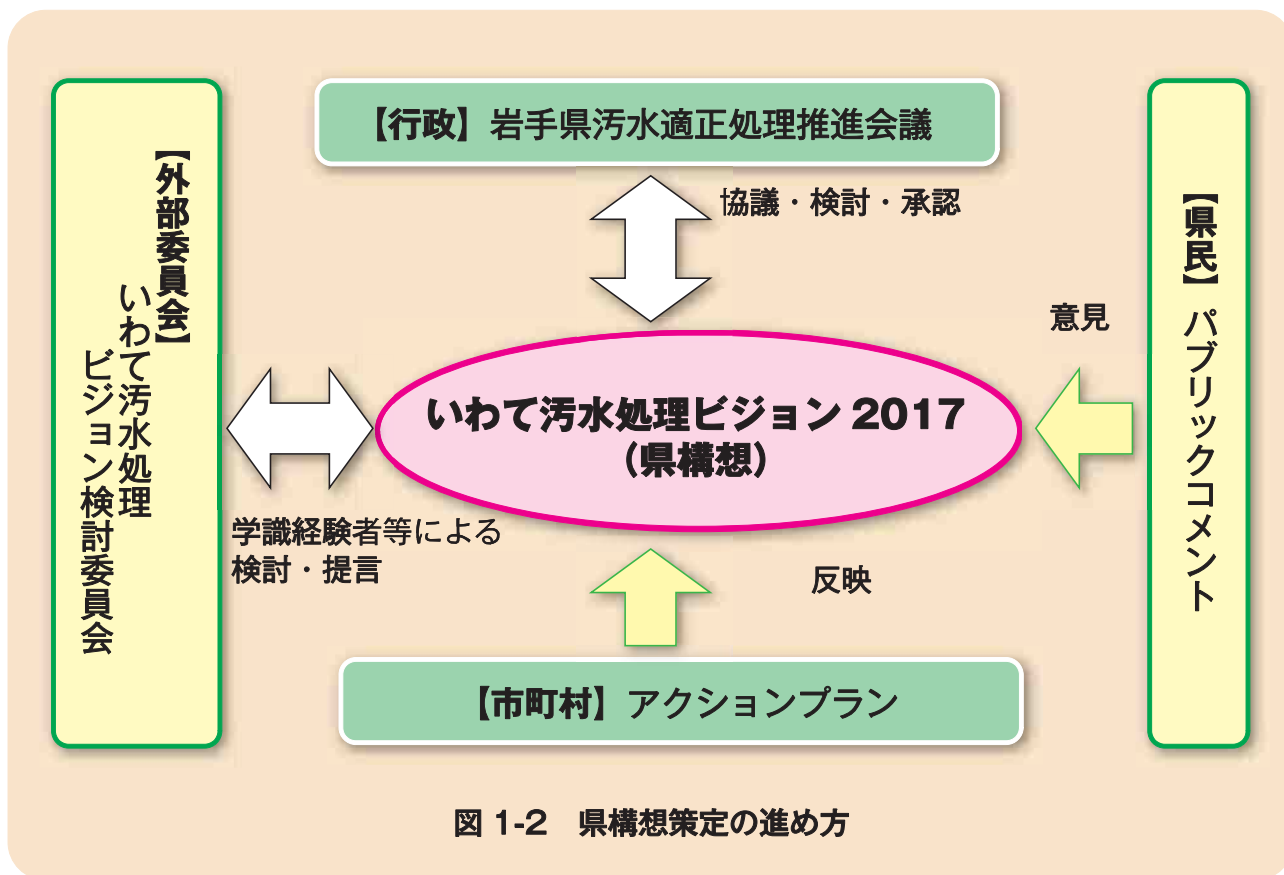 【行政】岩手県汚水適正処理推進会議
協議・検討・承認
【外部委員会】
いわて汚水処理
ビジョン検討委員会
学識経験者等による
検討・提言
いわて汚水処理ビジョン 2017
（県構想）
意見
【県民】パブリックコメント
反映
【市町村】アクションプラン
図 1-2　県構想策定の進め方